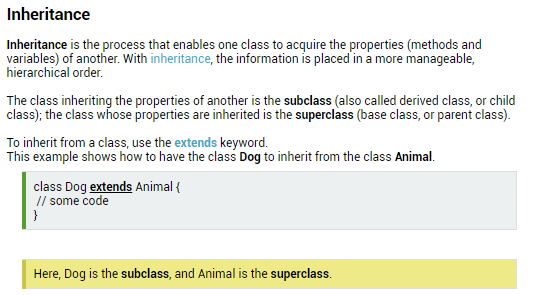 Inheritance
Inheritance is the process that enables one class to acquire the properties (methods and
variables) of another. With inheritance, the information is placed in a more manageable,
hierarchical order.
The class inheriting the properties of another is the subclass (also called derived class, or child
class); the class whose properties are inherited is the superclass (base class, or parent class).
To inherit from a class, use the extends keyword.
This example shows how to have the class Dog to inherit from the class Animal.
class Dog extends Animal {
// some code
}
Here, Dog is the subclass, and Animal is the superclass.